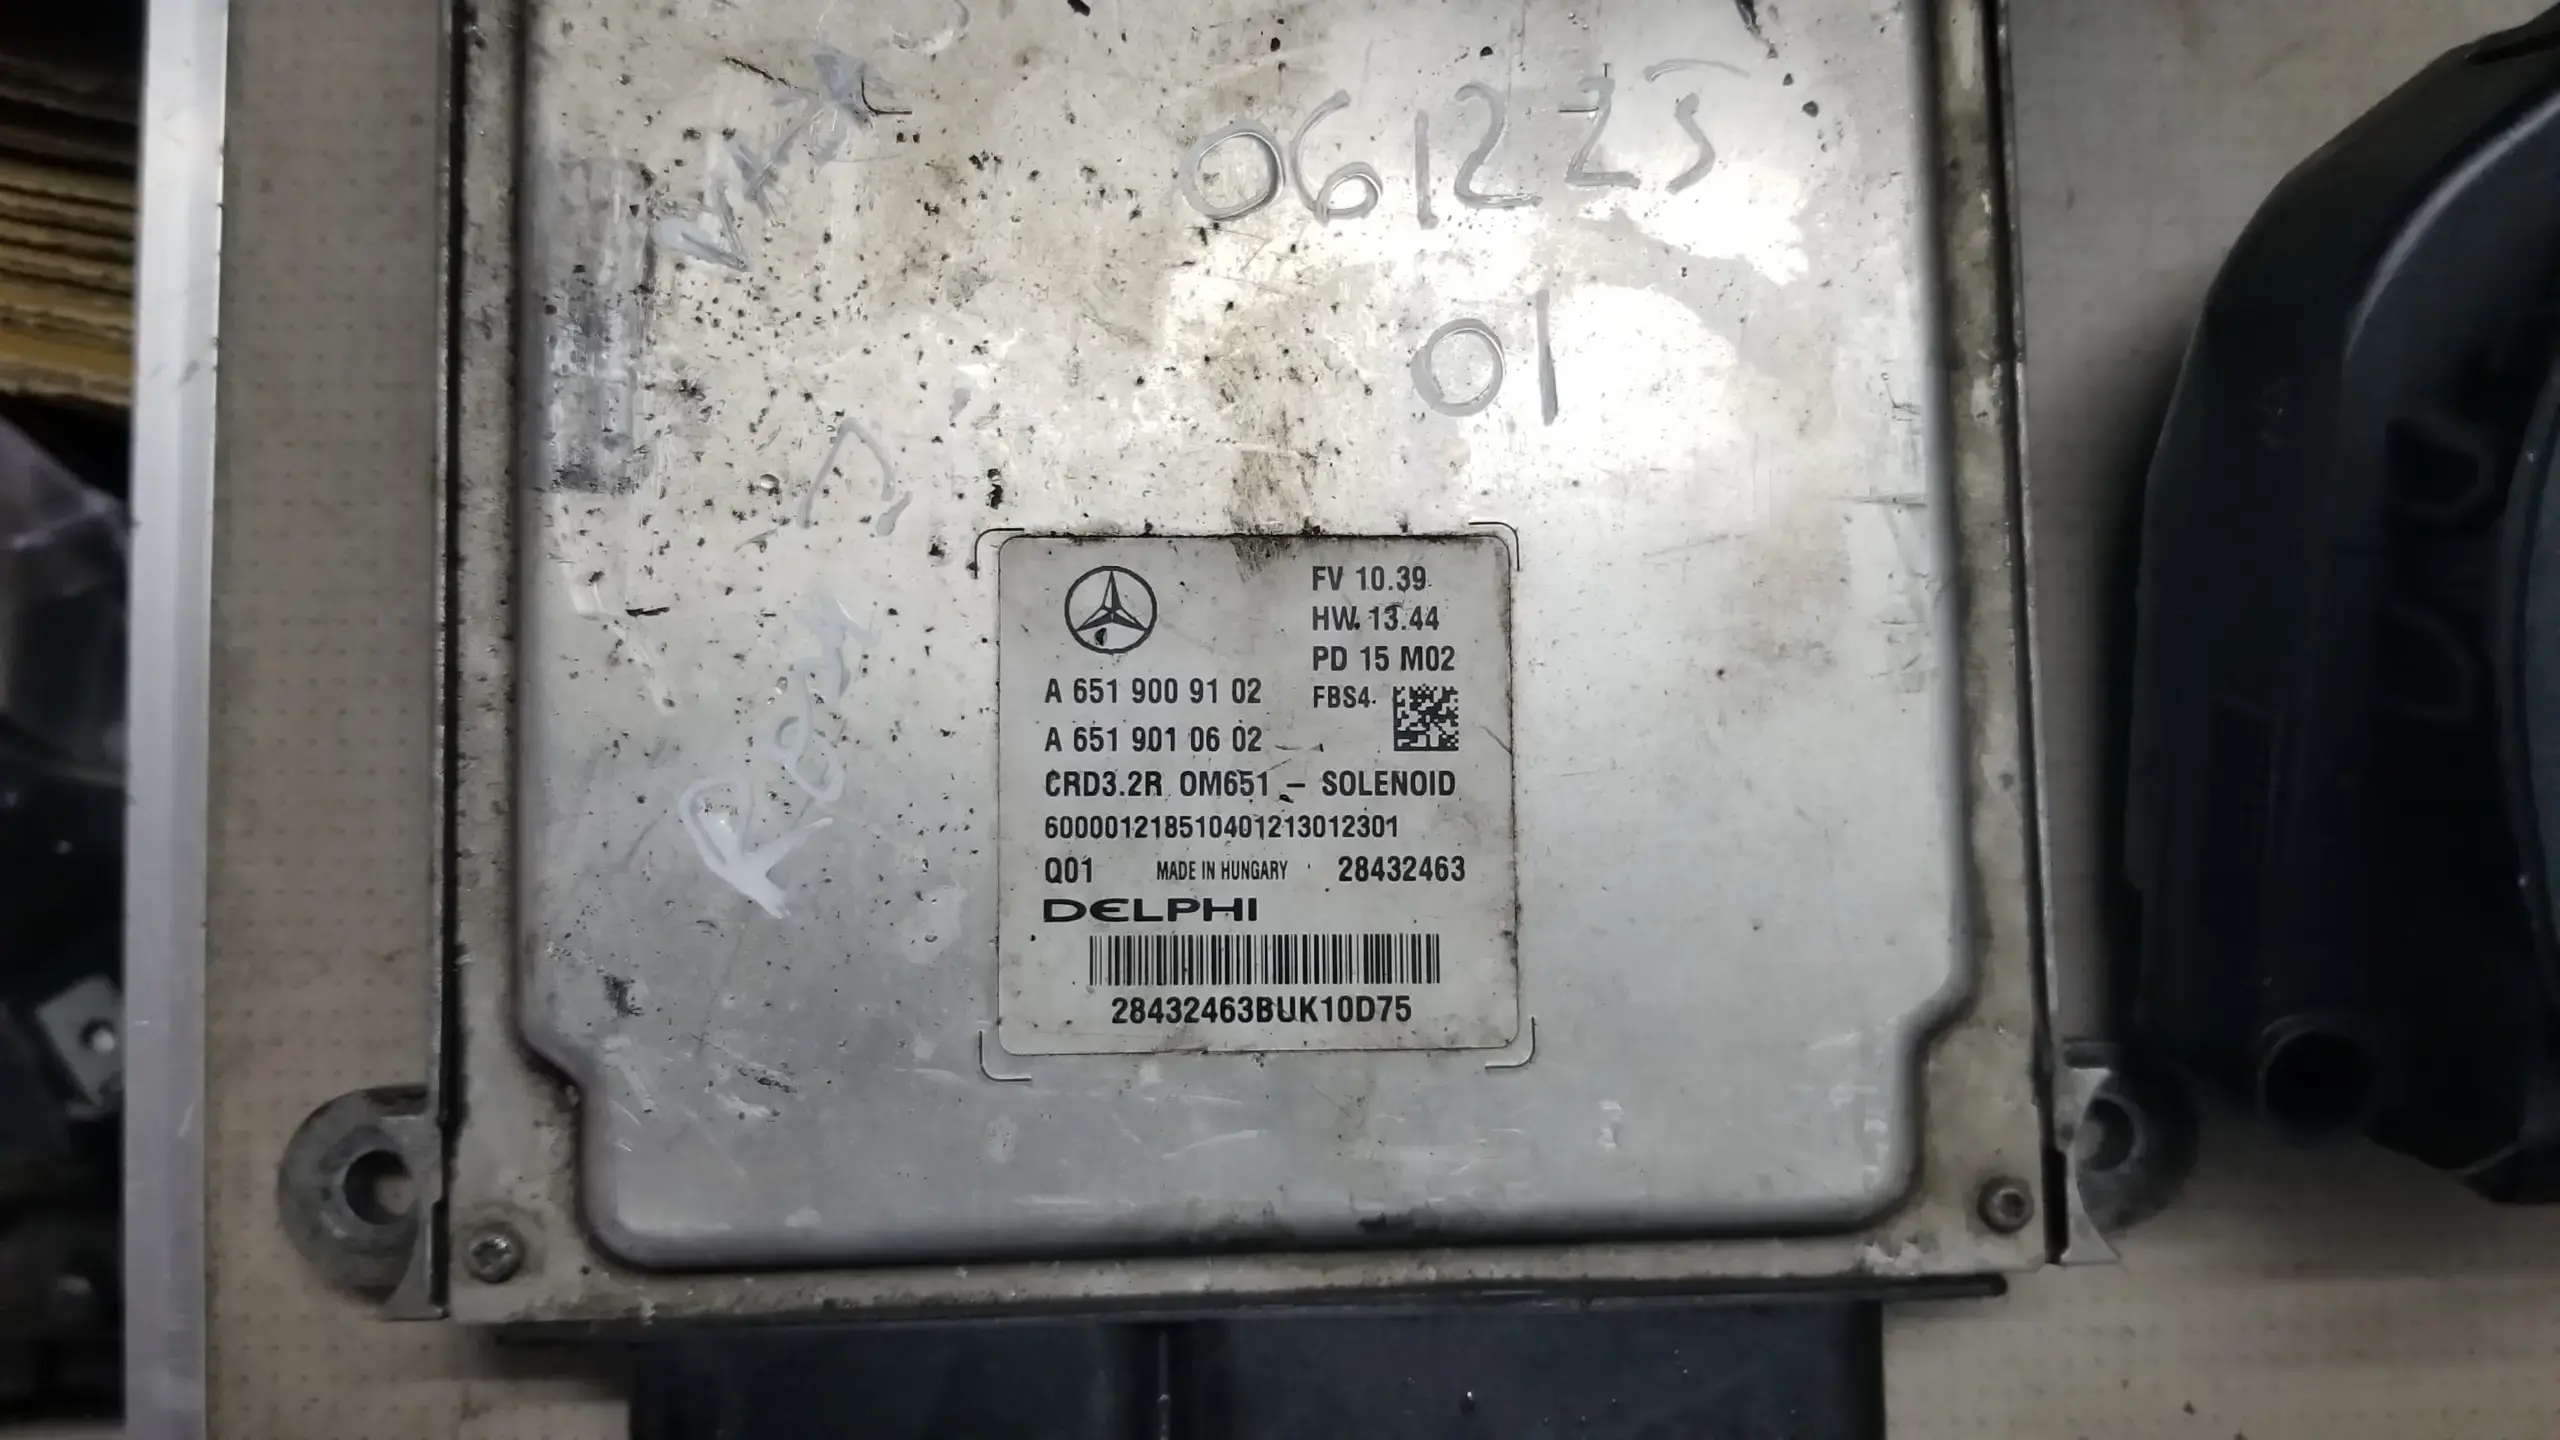 061225
01
FV 10.39
HW. 13.44
PD 15 M02
A 651 900 91 02 FBS4
A 651 901 06 02
CRD3.2R OM651 - SOLENOID
6000012185104012130123​01
Q01 MADE IN HUNGARY 28432463
DELPHI
28432463BUK10D75